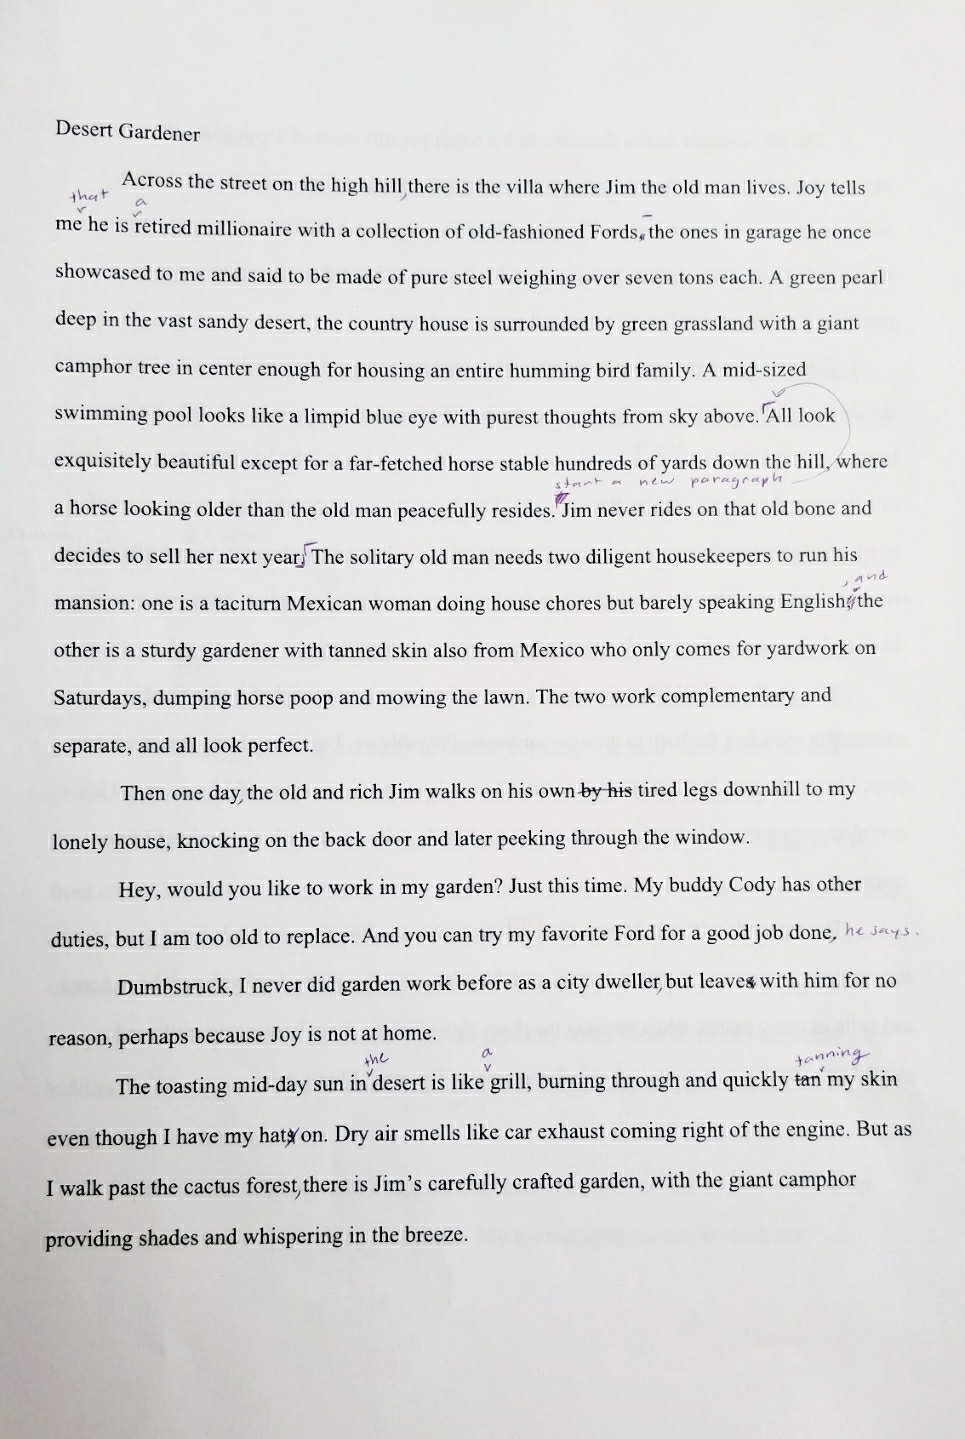 Desert Gardener
Across the street on the high hill, there is the villa where Jim the old man lives. Joy tells
that a
me he is retired millionaire with a collection of old-fashioned Fords, the ones in garage he once
showcased to me and said to be made of pure steel weighing over seven tons each. A green pearl
deep in the vast sandy desert, the country house is surrounded by green grassland with a giant
camphor tree in center enough for housing an entire humming bird family. A mid-sized
swimming pool looks like a limpid blue eye with purest thoughts from sky above. All look
exquisitely beautiful except for a far-fetched horse stable hundreds of yards down the hill, where
start a new paragraph
a horse looking older than the old man peacefully resides. Jim never rides on that old bone and
decides to sell her next year. The solitary old man needs two diligent housekeepers to run his
, and
mansion: one is a taciturn Mexican woman doing house chores but barely speaking English; the
other is a sturdy gardener with tanned skin also from Mexico who only comes for yardwork on
Saturdays, dumping horse poop and mowing the lawn. The two work complementary and
separate, and all look perfect.
Then one day, the old and rich Jim walks on his own by his tired legs downhill to my
lonely house, knocking on the back door and later peeking through the window.
Hey, would you like to work in my garden? Just this time. My buddy Cody has other
duties, but I am too old to replace. And you can try my favorite Ford for a good job done, he says.
Dumbstruck, I never did garden work before as a city dweller, but leaves with him for no
reason, perhaps because Joy is not at home.
the a tanning
The toasting mid-day sun in desert is like grill, burning through and quickly tan my skin
even though I have my hats on. Dry air smells like car exhaust coming right of the engine. But as
I walk past the cactus forest, there is Jim's carefully crafted garden, with the giant camphor
providing shades and whispering in the breeze.